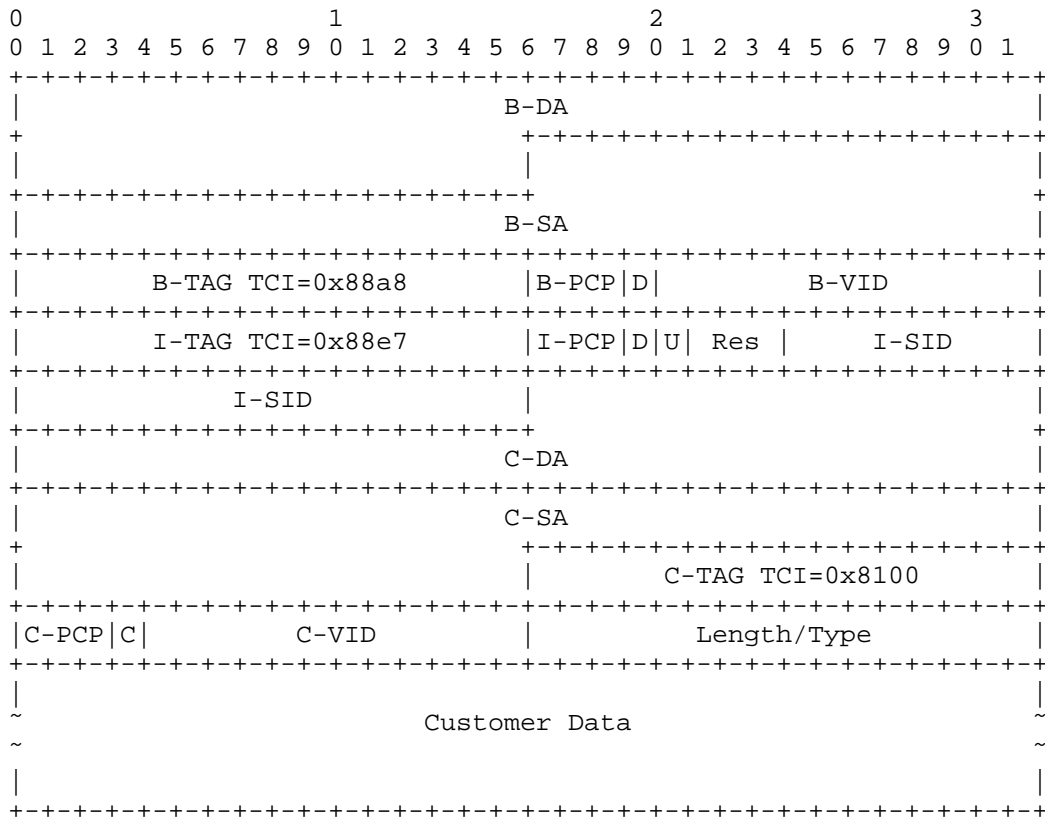 0                   1                   2                   3
0 1 2 3 4 5 6 7 8 9 0 1 2 3 4 5 6 7 8 9 0 1 2 3 4 5 6 7 8 9 0 1
+-+-+-+-+-+-+-+-+-+-+-+-+-+-+-+-+-+-+-+-+-+-+-+-+-+-+-+-+-+-+-+-+
|                              B-DA                             |
+                               +-+-+-+-+-+-+-+-+-+-+-+-+-+-+-+-+
|                               |                               |
+-+-+-+-+-+-+-+-+-+-+-+-+-+-+-+-+                               +
|                              B-SA                             |
+-+-+-+-+-+-+-+-+-+-+-+-+-+-+-+-+-+-+-+-+-+-+-+-+-+-+-+-+-+-+-+-+
|        B-TAG TCI=0x88a8       |B-PCP|D|         B-VID         |
+-+-+-+-+-+-+-+-+-+-+-+-+-+-+-+-+-+-+-+-+-+-+-+-+-+-+-+-+-+-+-+-+
|        I-TAG TCI=0x88e7       |I-PCP|D|U| Res |     I-SID     |
+-+-+-+-+-+-+-+-+-+-+-+-+-+-+-+-+-+-+-+-+-+-+-+-+-+-+-+-+-+-+-+-+
|             I-SID             |                               |
+-+-+-+-+-+-+-+-+-+-+-+-+-+-+-+-+                               +
|                              C-DA                             |
+-+-+-+-+-+-+-+-+-+-+-+-+-+-+-+-+-+-+-+-+-+-+-+-+-+-+-+-+-+-+-+-+
|                              C-SA                             |
+                               +-+-+-+-+-+-+-+-+-+-+-+-+-+-+-+-+
|                               |        C-TAG TCI=0x8100       |
+-+-+-+-+-+-+-+-+-+-+-+-+-+-+-+-+-+-+-+-+-+-+-+-+-+-+-+-+-+-+-+-+
|C-PCP|C|         C-VID         |          Length/Type          |
+-+-+-+-+-+-+-+-+-+-+-+-+-+-+-+-+-+-+-+-+-+-+-+-+-+-+-+-+-+-+-+-+
|                                                               |
~                         Customer Data                         ~
~                                                               ~
|                                                               |
+-+-+-+-+-+-+-+-+-+-+-+-+-+-+-+-+-+-+-+-+-+-+-+-+-+-+-+-+-+-+-+-+